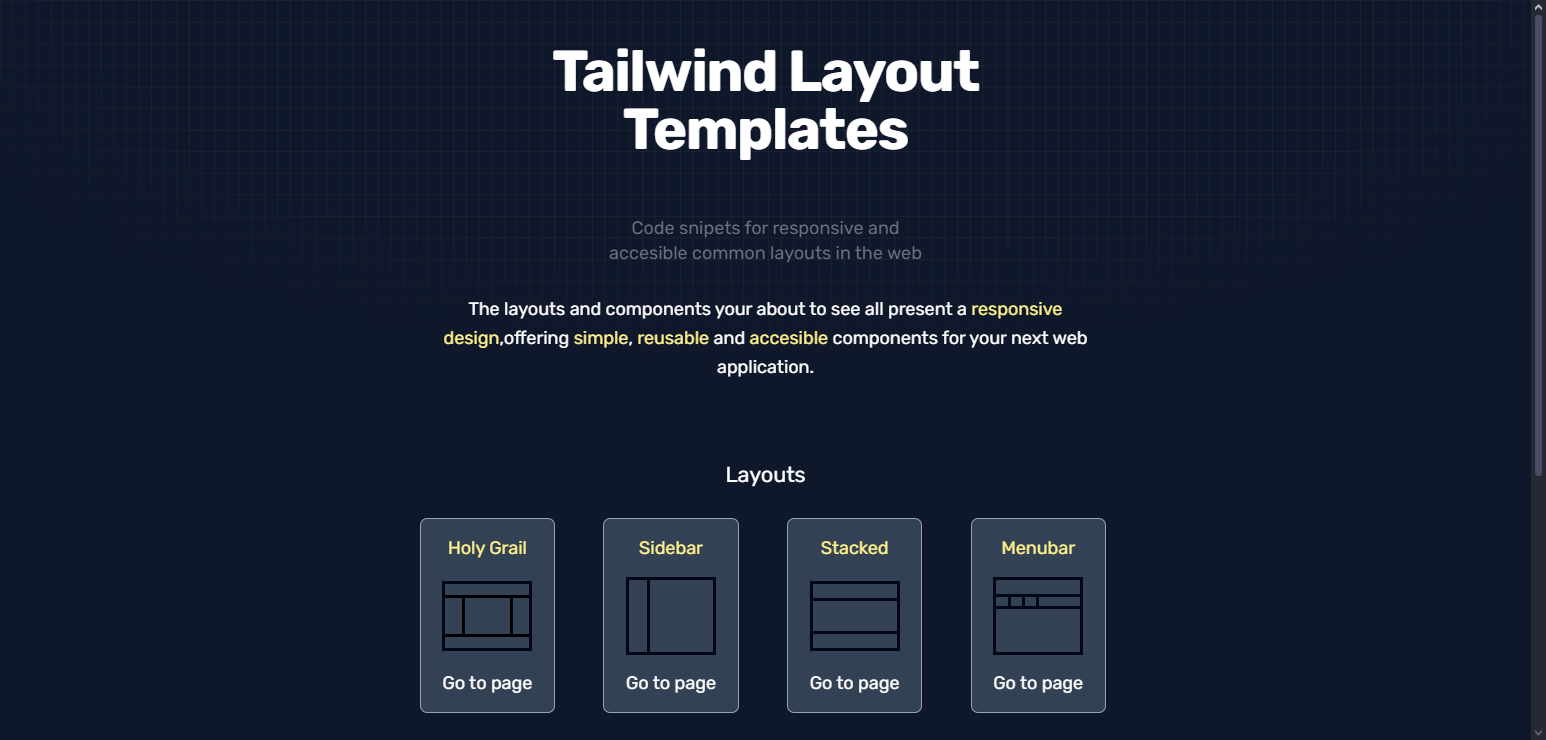 Tailwind Layout
Templates
Code snipets for responsive and
accesible common layouts in the web
The layouts and components your about to see all present a responsive
design,offering simple, reusable and accesible components for your next web
application.
Layouts
Holy Grail
Go to page
Sidebar
Go to page
Stacked
Go to page
Menubar
Go to page